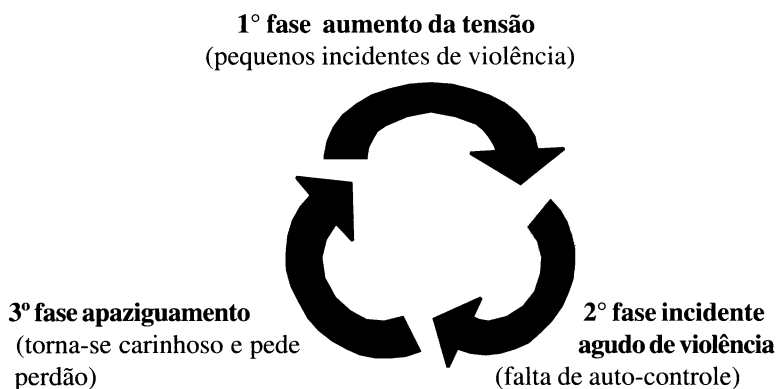 1° fase aumento da tensão
(pequenos incidentes de violência)
3º fase apaziguamento
(torna-se carinhoso e pede
perdão)
2° fase incidente
agudo de violência
(falta de auto-controle)